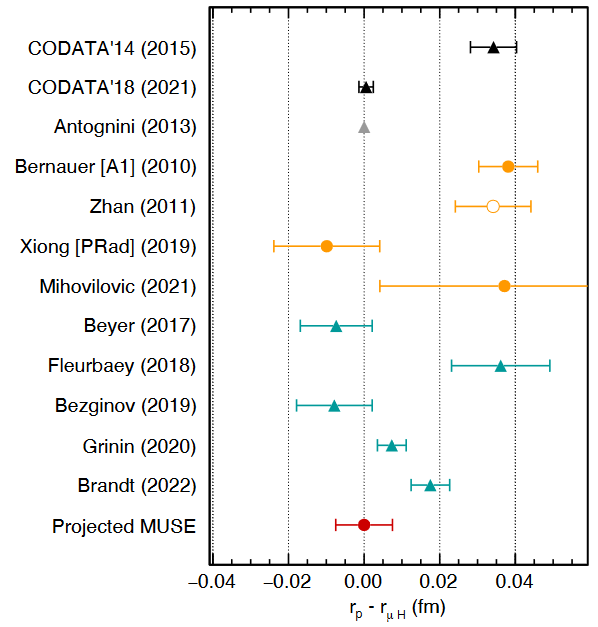 CODATA'14 (2015)
CODATA'18 (2021)
Antognini (2013)
Bernauer [A1] (2010)
Zhan (2011)
Xiong [PRad] (2019)
Mihovilovic (2021)
Beyer (2017)
Fleurbaey (2018)
Bezginov (2019)
Grinin (2020)
Brandt (2022)
Projected MUSE
−0.04 −0.02 0.00 0.02 0.04
rp - rμ H (fm)